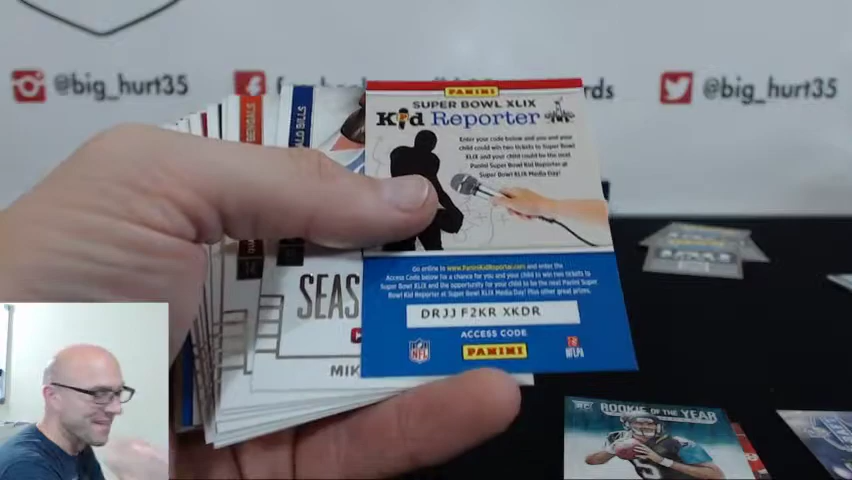 @big_hurt35
@big_hurt35
PANINI
SUPER BOWL XLIX
Kid Reporter
Enter your code below and you and your
child could win two tickets to Super Bowl
XLIX and your child could be the next
Panini Super Bowl Kid Reporter at
Super Bowl XLIX Media Day!
Go online to www.PaniniKidReporter.com and enter the
Access Code below for a chance for you and your child to win two tickets to
Super Bowl XLIX and the opportunity for your child to be the next Panini Super
Bowl Kid Reporter at Super Bowl XLIX Media Day! Plus other great prizes.
DRJJ F2KR XKDR
ACCESS CODE
NFL
PANINI
NFLPA
BENGALS
BILLS
SEAS
MIK
RC
ROOKIE OF THE YEAR